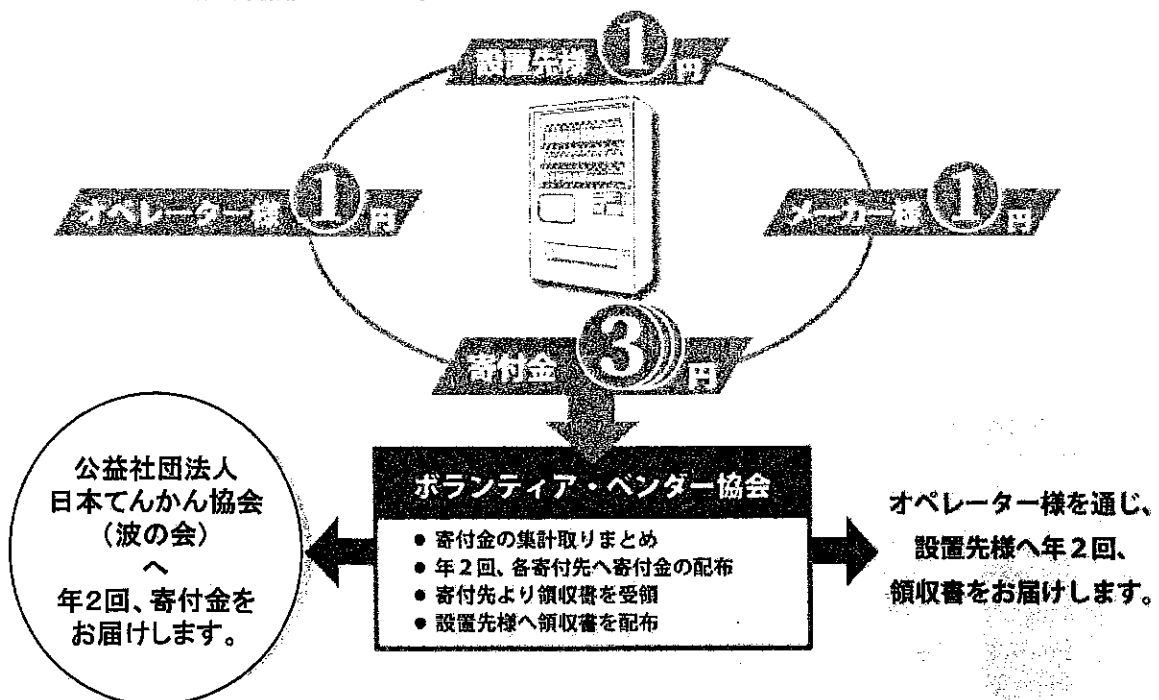 設置先様 1円
オペレーター様 1円
メーカー様 1円
寄付金 3円
ボランティア・ベンダー協会
● 寄付金の集計取りまとめ
● 年2回、各寄付先へ寄付金の配布
● 寄付先より領収書を受領
● 設置先様へ領収書を配布
公益社団法人
日本てんかん協会
（波の会）
へ
年2回、寄付金を
お届けします。
オペレーター様を通じ、
設置先様へ年2回、
領収書をお届けします。